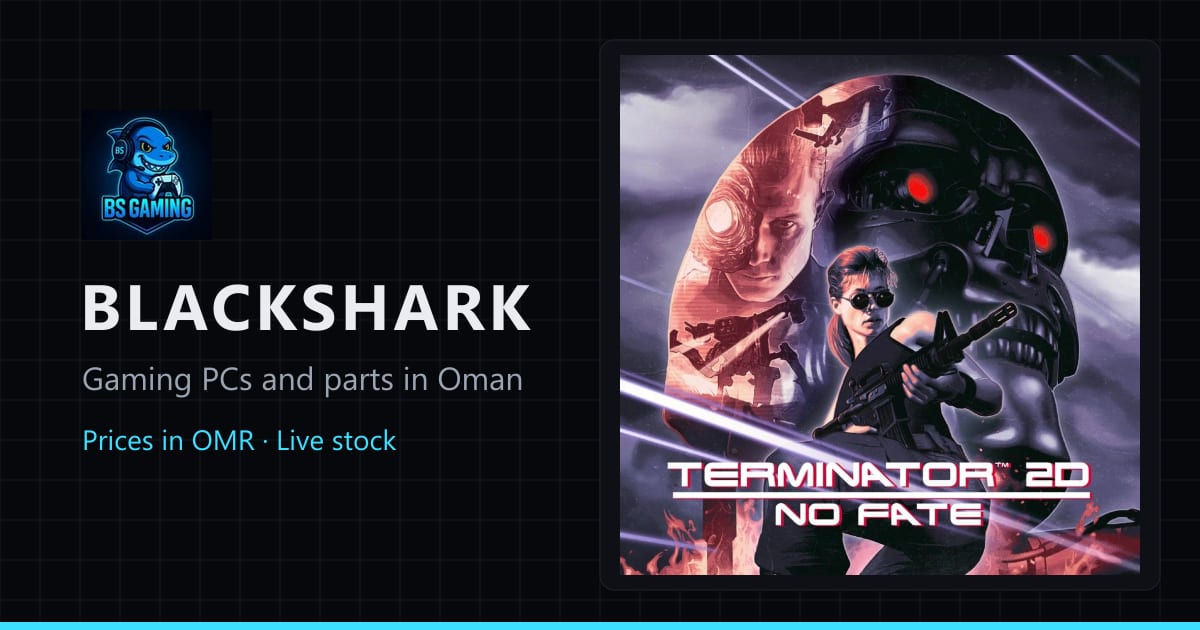 BS
BS GAMING
BLACKSHARK
Gaming PCs and parts in Oman
Prices in OMR · Live stock
TERMINATOR™ 2D
NO FATE